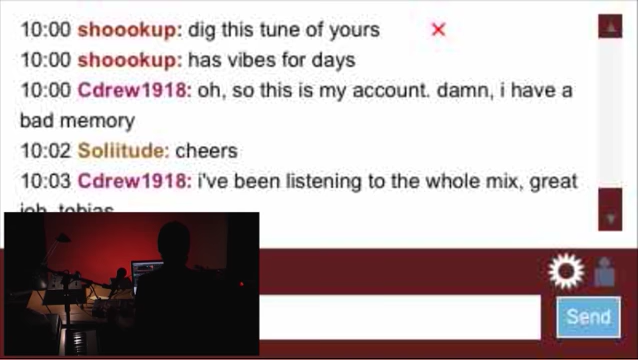 10:00 shoookup: dig this tune of yours
10:00 shoookup: has vibes for days
10:00 Cdrew1918: oh, so this is my account. damn, i have a
bad memory
10:02 Soliitude: cheers
10:03 Cdrew1918: i've been listening to the whole mix, great
job, tobias
Send